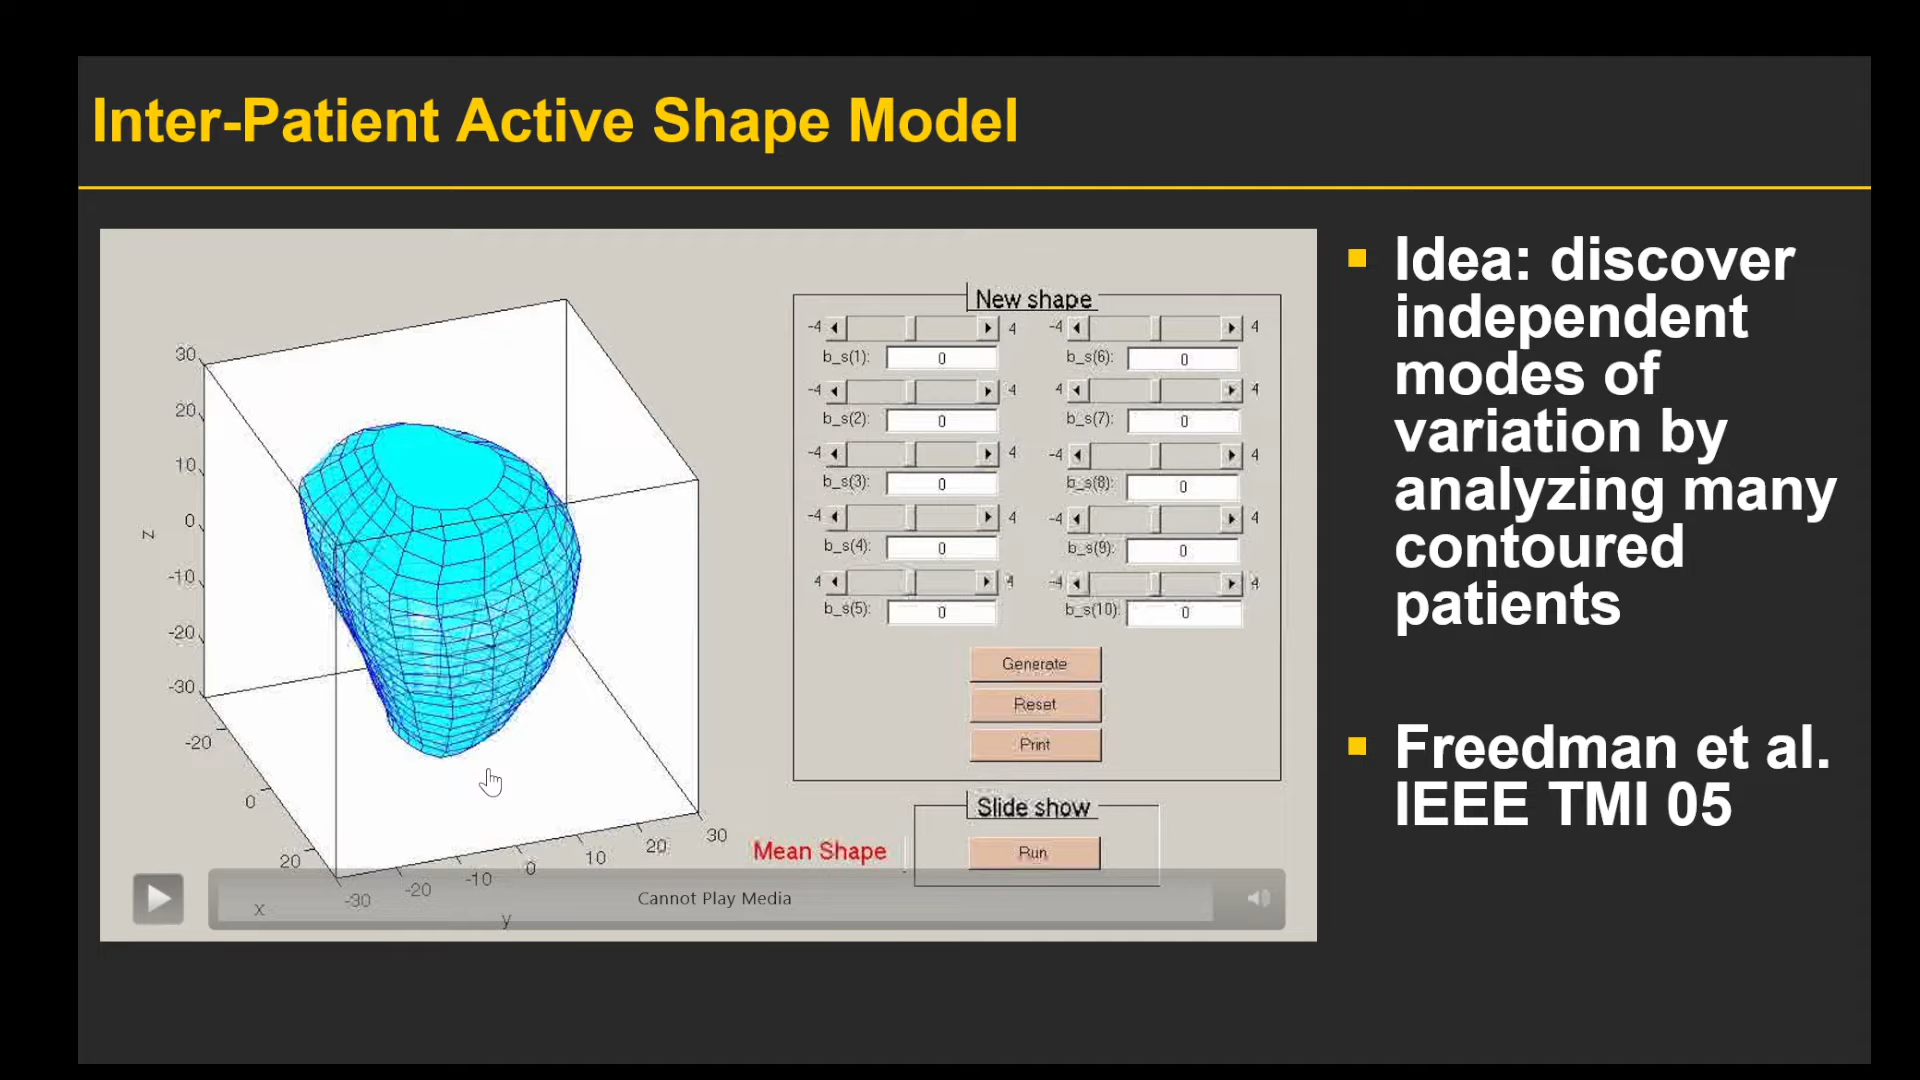 Inter-Patient Active Shape Model
Idea: discover
independent
modes of
variation by
analyzing many
contoured
patients
Freedman et al.
IEEE TMI 05
New shape
-4 4 -4 4
b_s(1): 0 b_s(6): 0
-4 4 4 4
b_s(2): 0 b_s(7): 0
-4 4 -4 4
b_s(3): 0 b_s(8): 0
-4 4 -4 4
b_s(4): 0 b_s(9): 0
4 4 -4 4
b_s(5): 0 b_s(10): 0
Generate
Reset
Print
Slide show
Run
Mean Shape
30
20
10
0
-10
-20
-30
z
-20
0
20
x
-30 -20 -10 0 10 20 30
y
Cannot Play Media